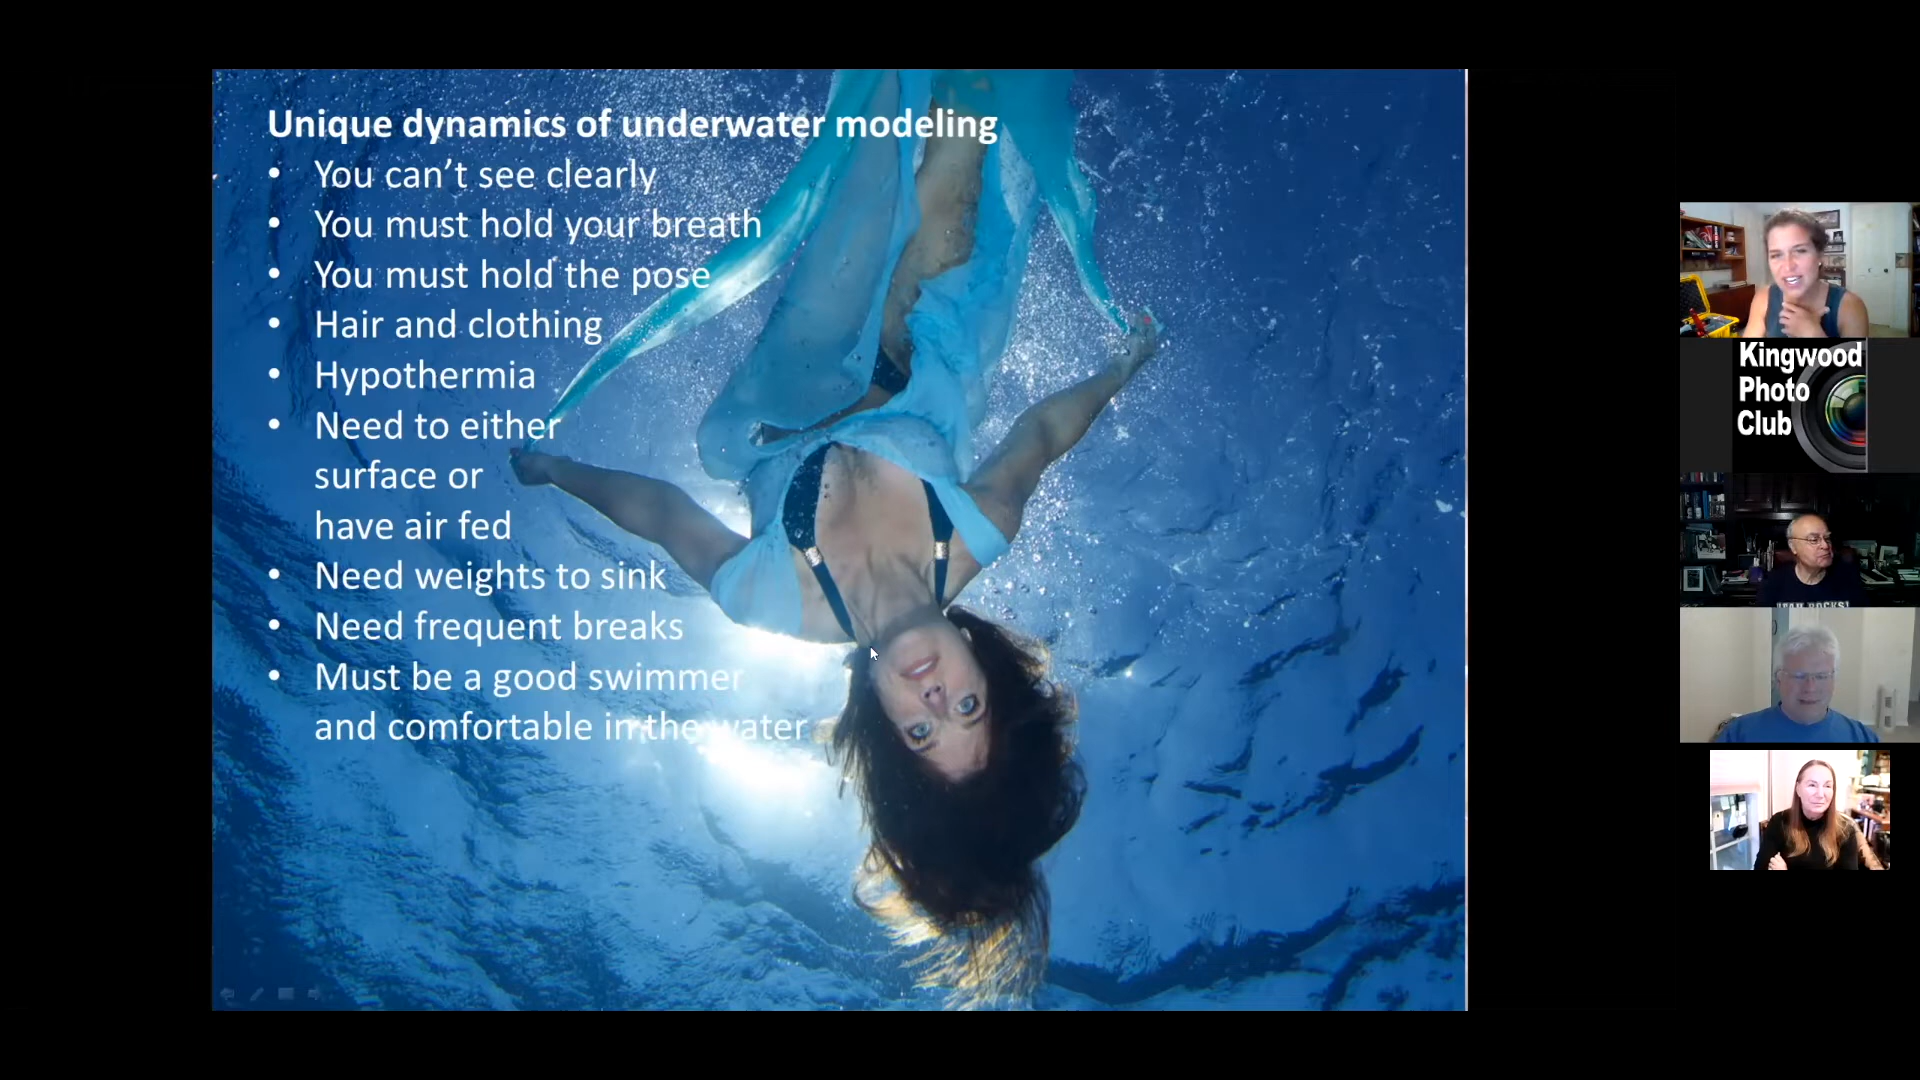 Unique dynamics of underwater modeling
• You can't see clearly
• You must hold your breath
• You must hold the pose
• Hair and clothing
• Hypothermia
• Need to either
surface or
have air fed
• Need weights to sink
• Need frequent breaks
• Must be a good swimmer
and comfortable in the water
Kingwood
Photo
Club
ROCKS!